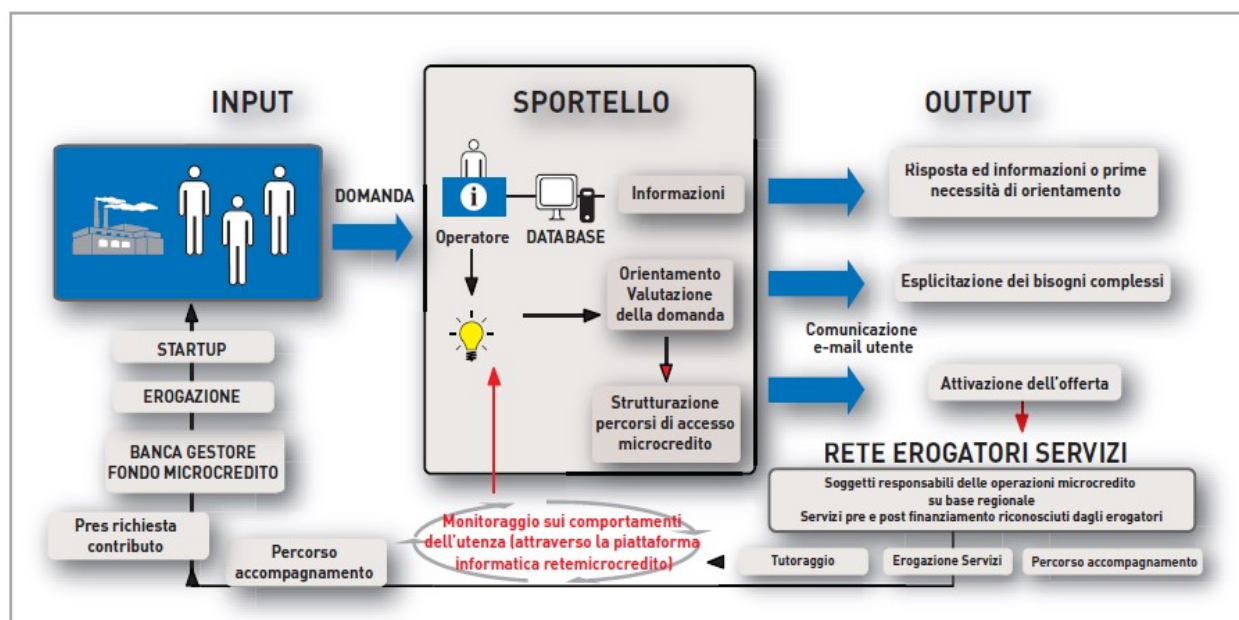 INPUT
SPORTELLO
OUTPUT
DOMANDA
i
Operatore
DATABASE
Informazioni
Orientamento
Valutazione
della domanda
Strutturazione
percorsi di accesso
microcredito
Risposta ed informazioni o prime
necessità di orientamento
Esplicitazione dei bisogni complessi
Comunicazione
e-mail utente
Attivazione dell'offerta
RETE EROGATORI SERVIZI
Soggetti responsabili delle operazioni microcredito
su base regionale
Servizi pre e post finanziamento riconosciuti dagli erogatori
Tutoraggio
Erogazione Servizi
Percorso accompagnamento
Monitoraggio sui comportamenti
dell'utenza (attraverso la piattaforma
informatica retemicrocredito)
Percorso
accompagnamento
Pres richiesta
contributo
BANCA GESTORE
FONDO MICROCREDITO
EROGAZIONE
STARTUP